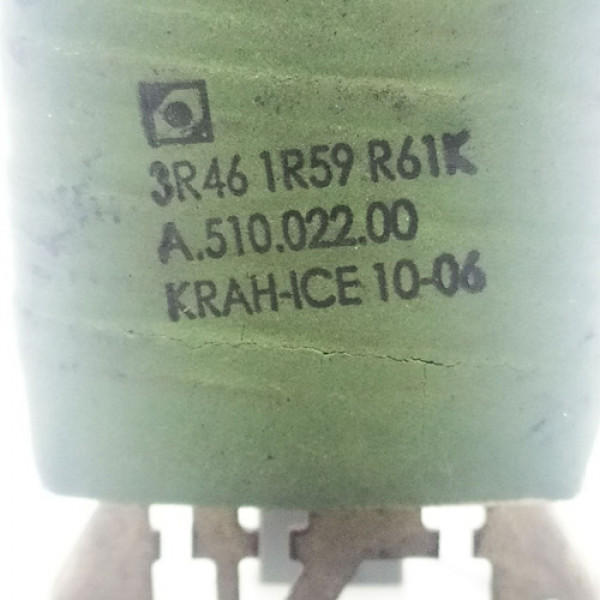 3R46 1R59 R61K
A.510.022.00
KRAH-ICE 10-06